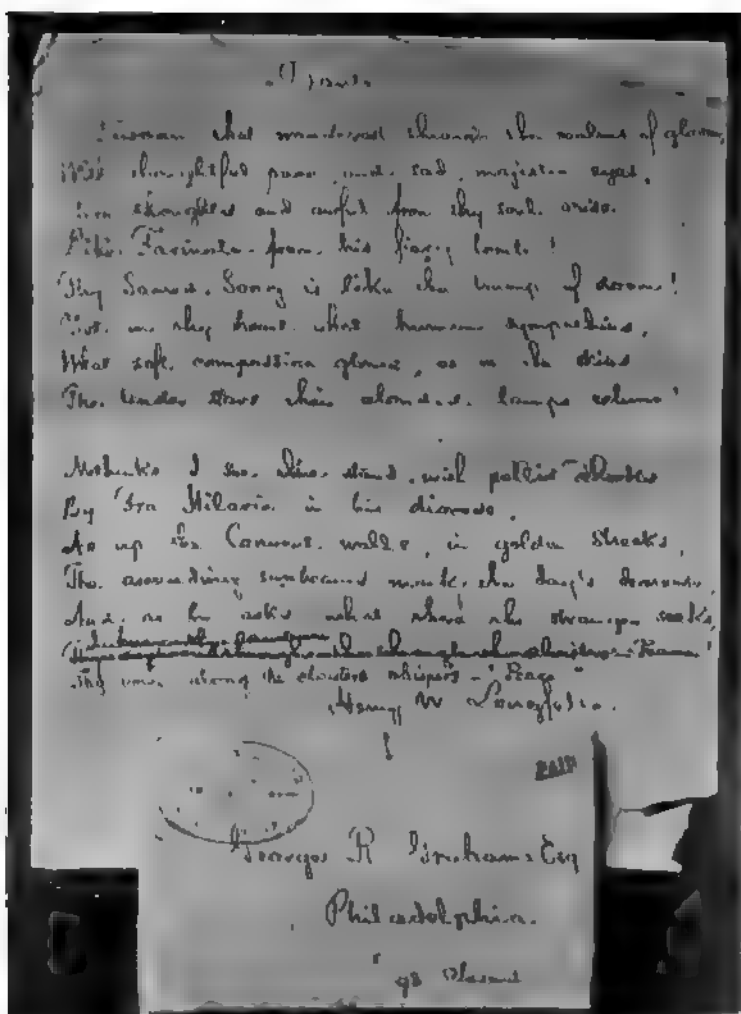 Dante.
Tuscan that wanderest through the realms of gloom,
With thoughtful pace, and sad, majestic eyes,
Stern thoughts and awful from thy soul arise.
Like Farinata from his fiery tomb!
Thy Sacred Song is like the trump of doom!
Yet in thy heart what human sympathies,
What soft compassion glows, as in the skies
The tender stars their clouded lamps relume!
Methinks I see thee stand, with pallid cheeks
By Fra Hilario in his diocese,
As up the Convent walls, in golden streaks,
The ascending sunbeams mark the day's decrease,
And as he asks what there the stranger seeks,
Thy voice along the cloisters whispers - "Peace"
Henry W Longfellow.
PAID
George R Graham Esq
Philadelphia.
98